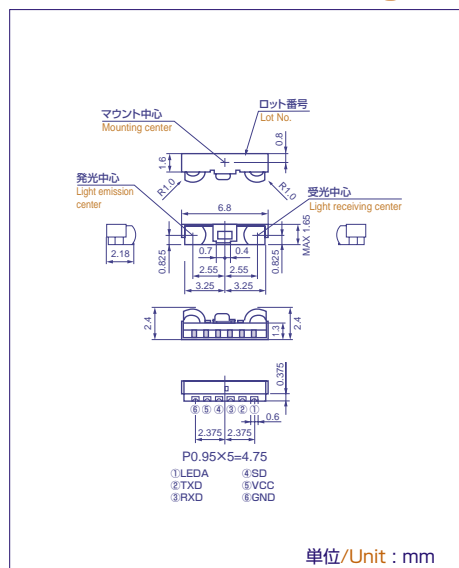 ロット番号
マウント中心
Lot No.
Mounting center
0.8
1.6
発光中心
Light emission
center
R1.0
R1.0
受光中心
Light receiving center
6.8
MAX 1.65
2.18
0.825
0.7
0.4
0.825
2.55
2.55
3.25
3.25
2.4
1.3
2.4
0.375
⑥⑤④③②①
0.6
2.375
2.375
P0.95×5=4.75
①LEDA ④SD
②TXD ⑤VCC
③RXD ⑥GND
単位/Unit : mm